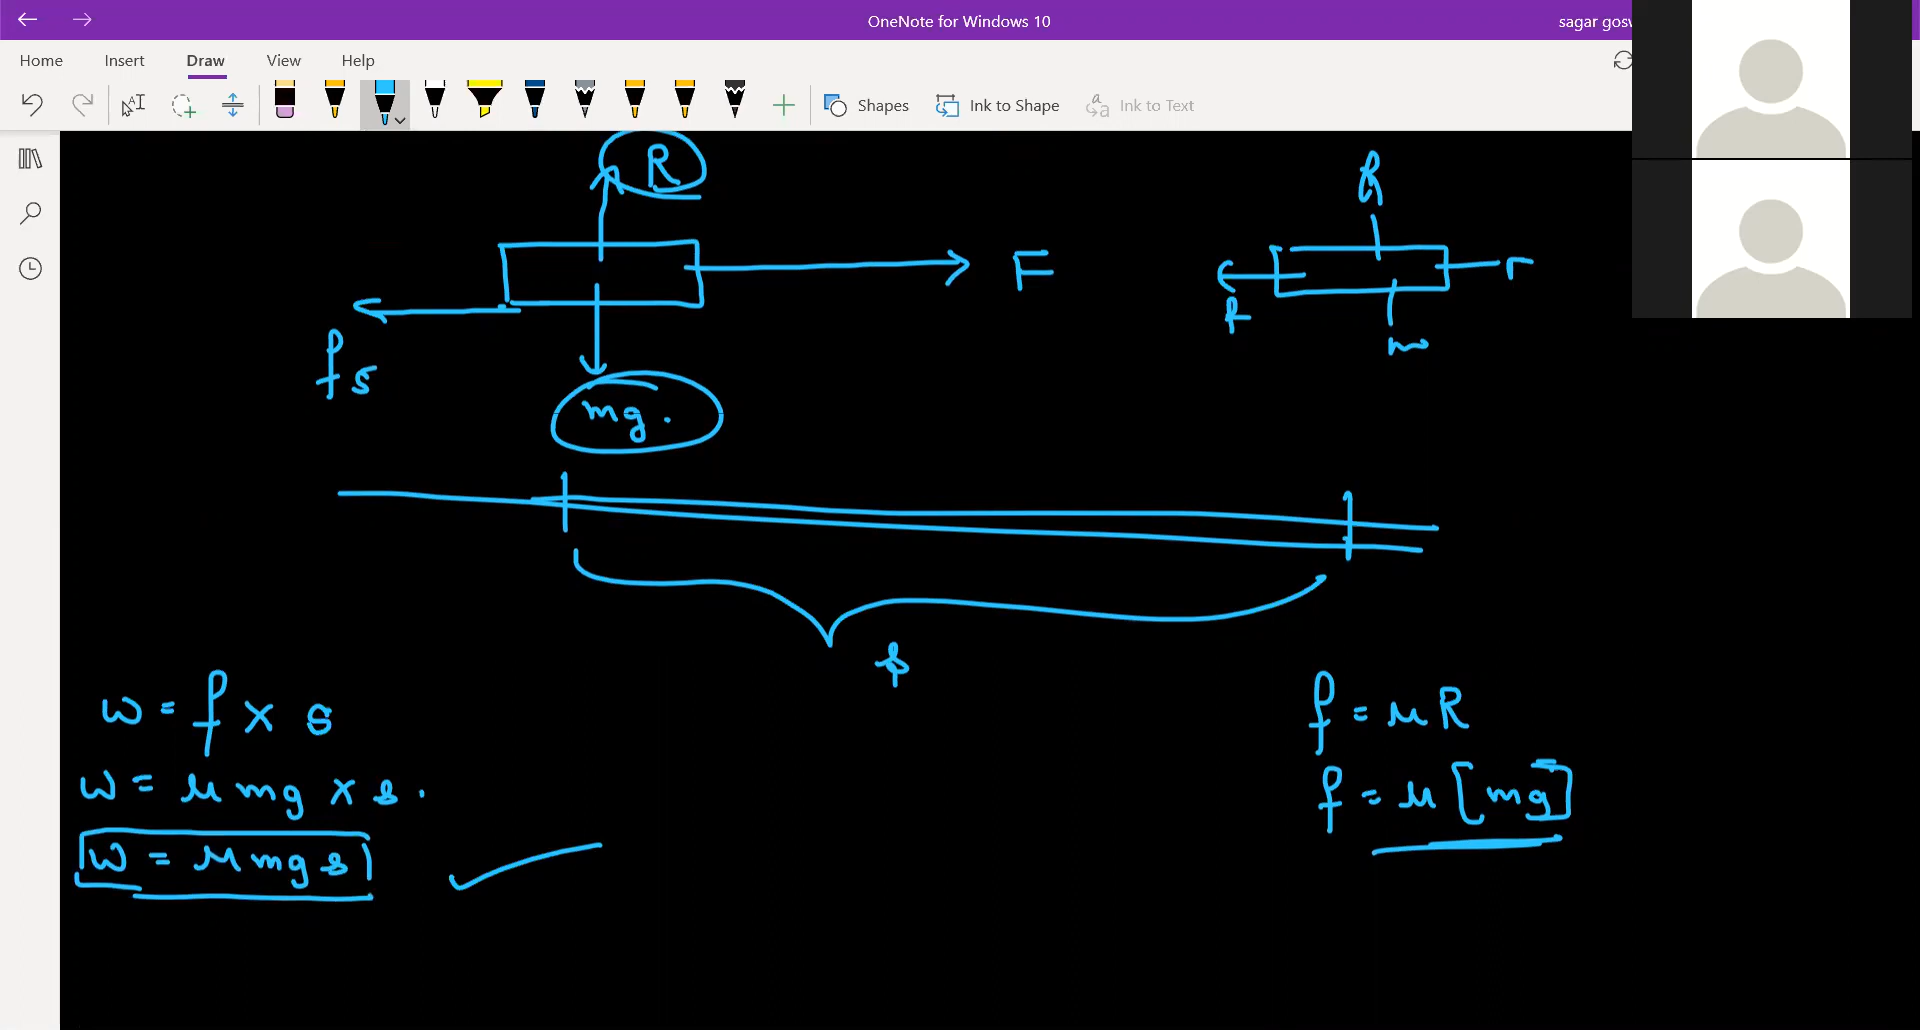 OneNote for Windows 10
sagar gosw
Home Insert Draw View Help
Shapes Ink to Shape Ink to Text
R
F
fs
mg.
R
w = f x s
w = μ mg x s.
w = μ mg s
f = μR
f = μ [mg]